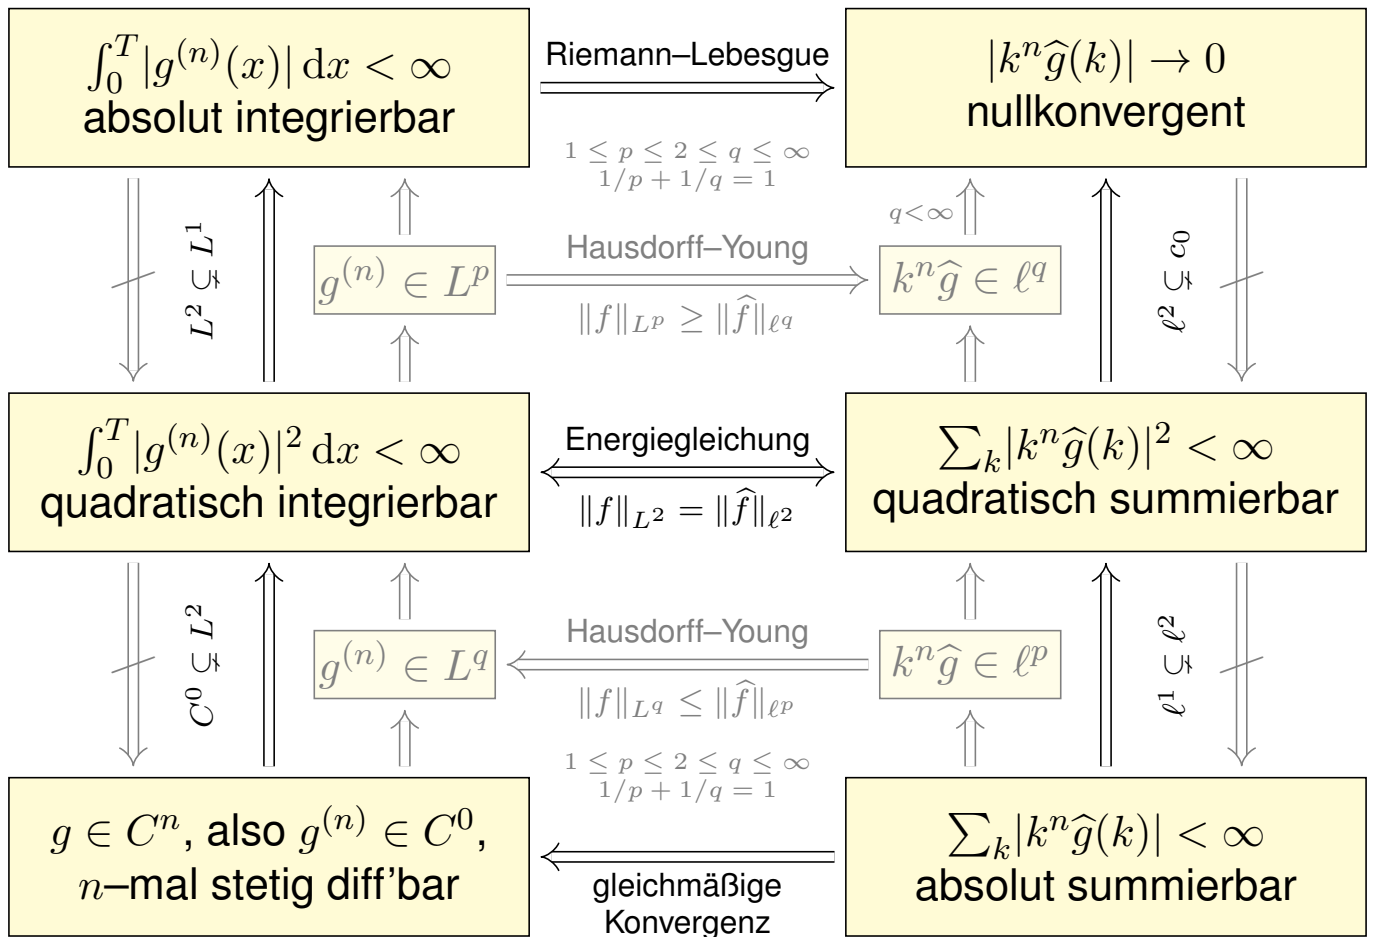 ∫₀ᵀ|g⁽ⁿ⁾(x)| dx < ∞
absolut integrierbar
Riemann–Lebesgue
|kⁿĝ(k)| → 0
nullkonvergent
1 ≤ p ≤ 2 ≤ q ≤ ∞
1/p + 1/q = 1
L² ⊊ L¹
g⁽ⁿ⁾ ∈ Lᵖ
Hausdorff–Young
‖f‖_{Lᵖ} ≥ ‖f̂‖_{ℓ^q}
q<∞
kⁿĝ ∈ ℓ^q
ℓ² ⊊ c₀
∫₀ᵀ|g⁽ⁿ⁾(x)|² dx < ∞
quadratisch integrierbar
Energiegleichung
‖f‖_{L²} = ‖f̂‖_{ℓ²}
∑ₖ|kⁿĝ(k)|² < ∞
quadratisch summierbar
C⁰ ⊊ L²
g⁽ⁿ⁾ ∈ L^q
Hausdorff–Young
‖f‖_{L^q} ≤ ‖f̂‖_{ℓᵖ}
1 ≤ p ≤ 2 ≤ q ≤ ∞
1/p + 1/q = 1
kⁿĝ ∈ ℓᵖ
ℓ¹ ⊊ ℓ²
g ∈ Cⁿ, also g⁽ⁿ⁾ ∈ C⁰,
n–mal stetig diff'bar
gleichmäßige
Konvergenz
∑ₖ|kⁿĝ(k)| < ∞
absolut summierbar